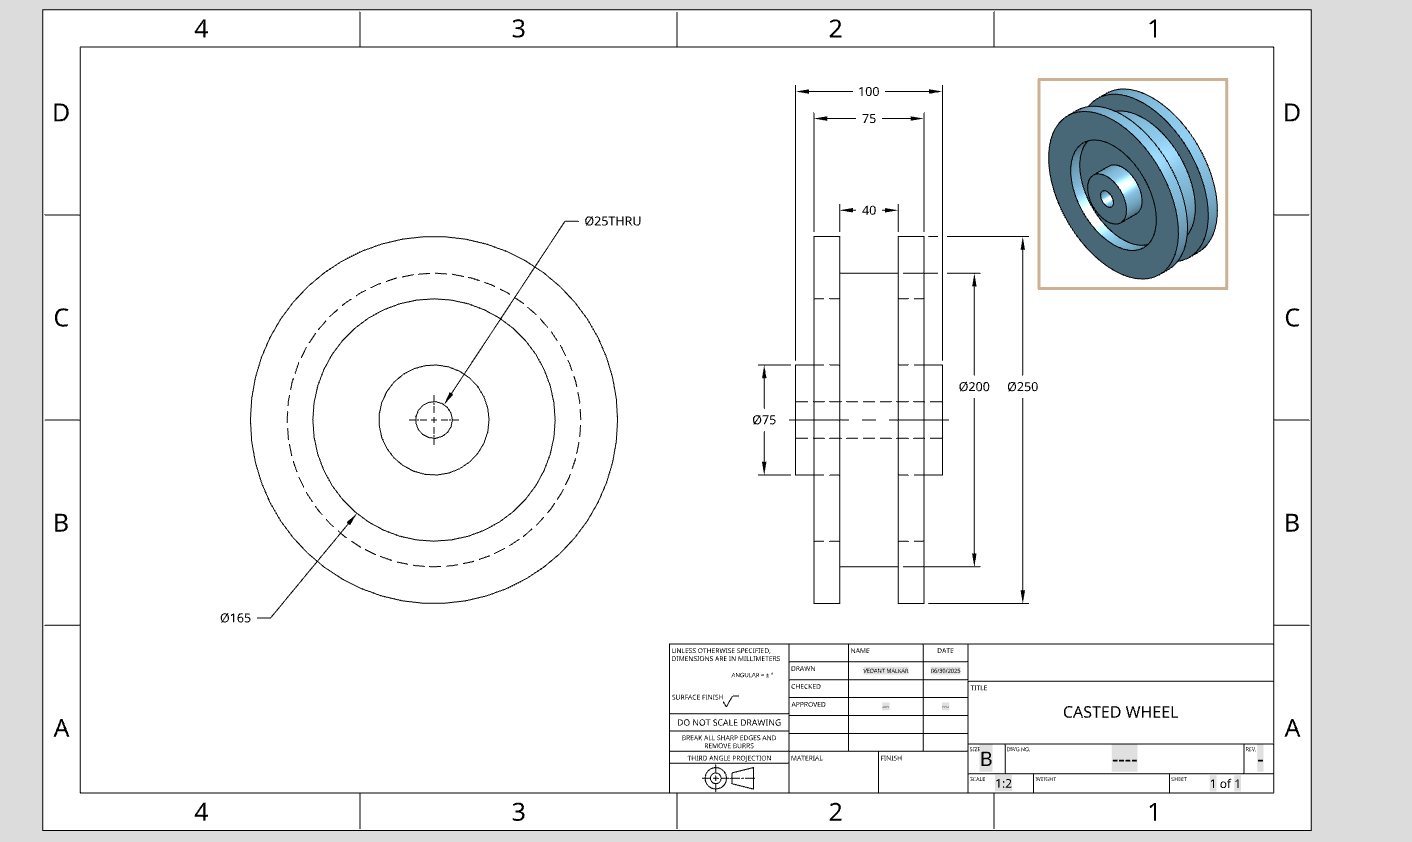 4 3 2 1
D D
C C
B B
A A
100
75
40
Ø25THRU
Ø200 Ø250
Ø75
Ø165
UNLESS OTHERWISE SPECIFIED,
DIMENSIONS ARE IN MILLIMETERS
ANGULAR = ± °
SURFACE FINISH
DO NOT SCALE DRAWING
BREAK ALL SHARP EDGES AND
REMOVE BURRS
THIRD ANGLE PROJECTION
NAME DATE
DRAWN VEDANT MALKAR 06/30/2025
CHECKED
APPROVED
MATERIAL FINISH
TITLE
CASTED WHEEL
SIZE B DWG NO. ---- REV. -
SCALE 1:2 WEIGHT SHEET 1 of 1
4 3 2 1